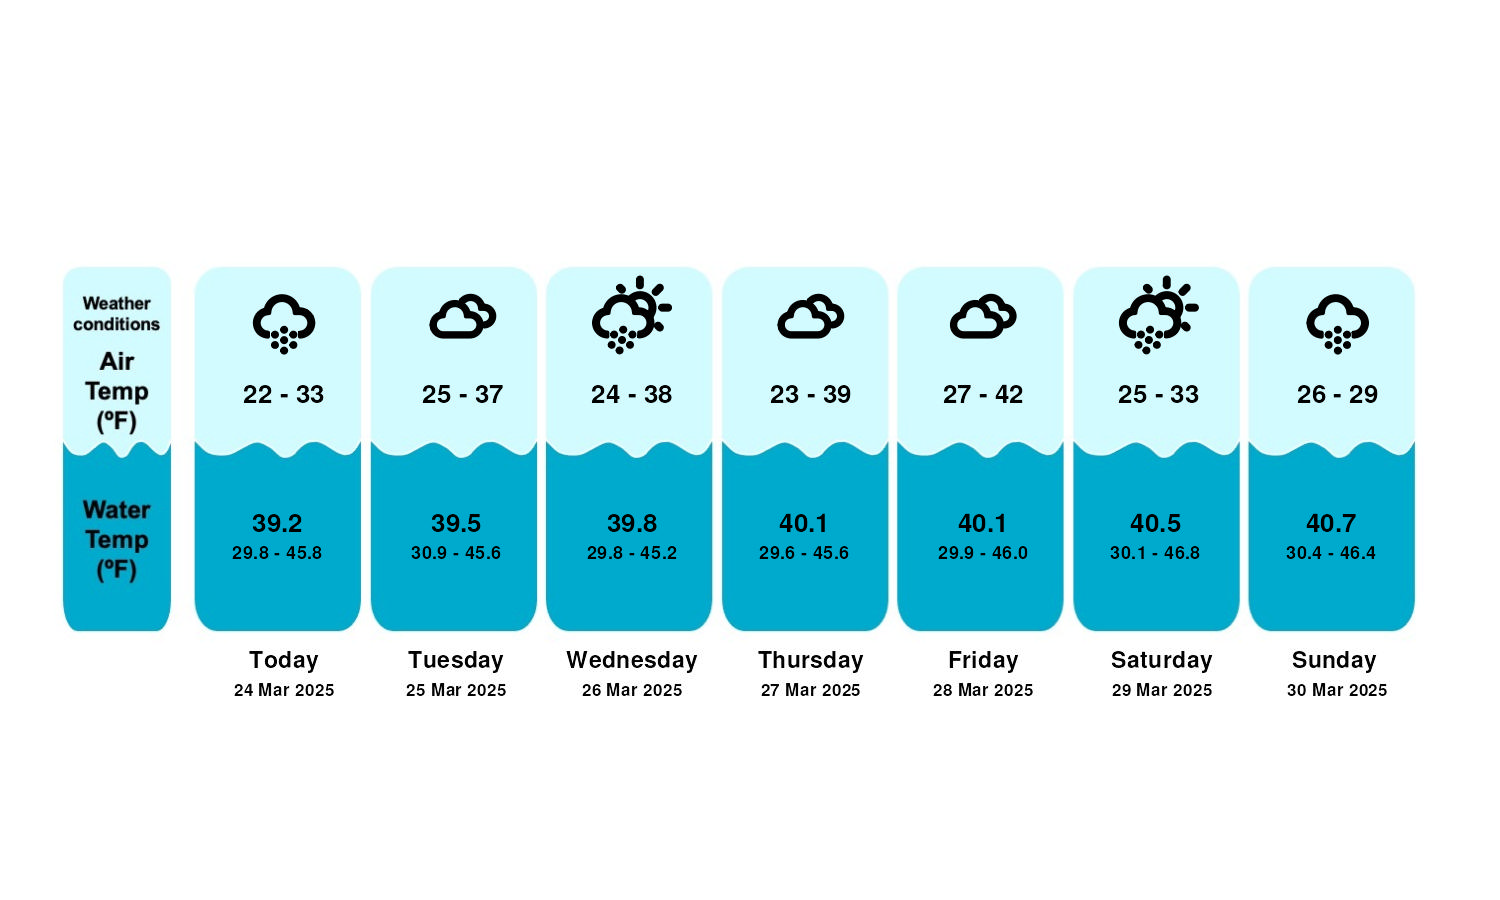 Weather
conditions
Air
Temp
(ºF)
Water
Temp
(ºF)
22 - 33
39.2
29.8 - 45.8
Today
24 Mar 2025
25 - 37
39.5
30.9 - 45.6
Tuesday
25 Mar 2025
24 - 38
39.8
29.8 - 45.2
Wednesday
26 Mar 2025
23 - 39
40.1
29.6 - 45.6
Thursday
27 Mar 2025
27 - 42
40.1
29.9 - 46.0
Friday
28 Mar 2025
25 - 33
40.5
30.1 - 46.8
Saturday
29 Mar 2025
26 - 29
40.7
30.4 - 46.4
Sunday
30 Mar 2025